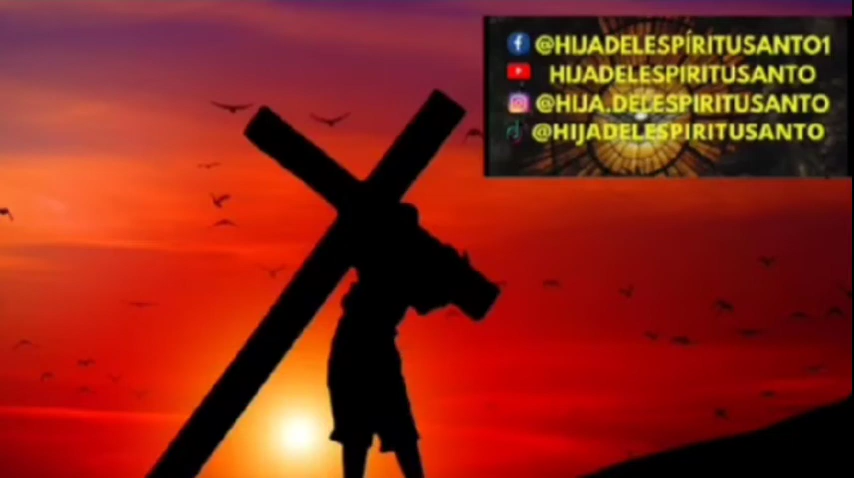 @HIJADELESPÍRITUSANTO1
HIJADELESPIRITUSANTO
@HIJA.DELESPIRITUSANTO
@HIJADELESPIRITUSANTO